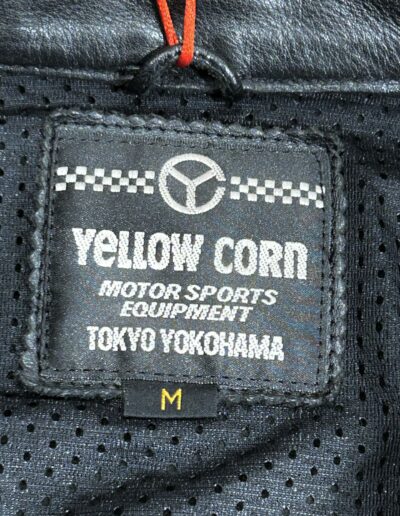 YeLLOW CORn
MOTOR SPORTS
EQUIPMENT
TOKYO YOKOHAMA
M